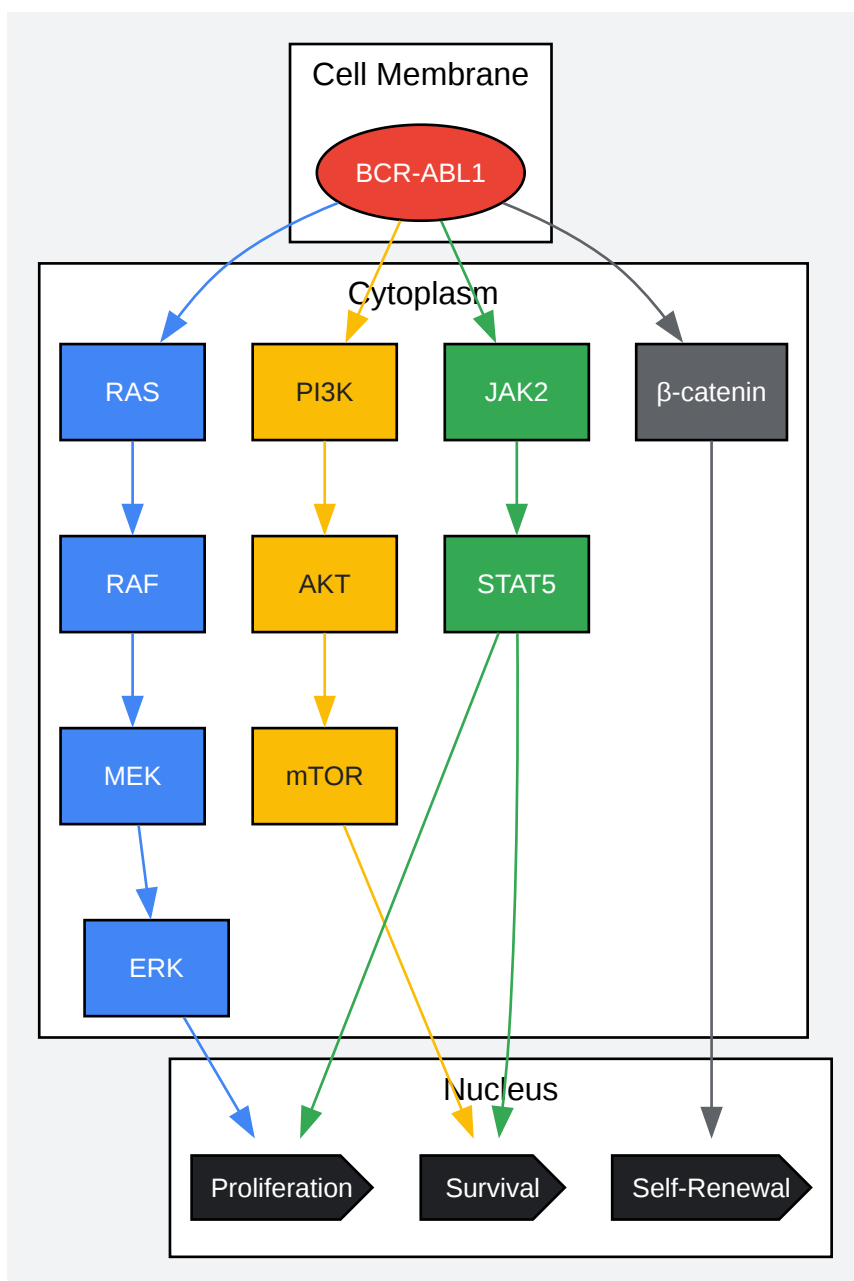 Cell Membrane
BCR-ABL1
Cytoplasm
RAS
PI3K
JAK2
β-catenin
RAF
AKT
STAT5
MEK
mTOR
ERK
Nucleus
Proliferation
Survival
Self-Renewal